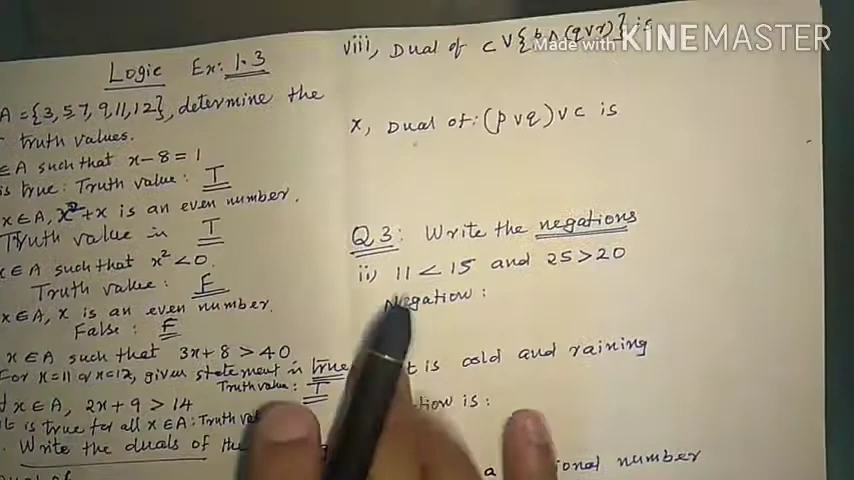 Logic Ex: 1.3
A = {3, 5, 7, 9, 11, 12}, determine the
truth values.
∈A such that x-8=1
is true: Truth value: T
x∈A, x²+x is an even number.
Truth value in T
x∈A such that x²<0.
Truth value: F
x∈A, x is an even number.
False: F
x∈A such that 3x+8>40
For x=11 or x=12, given statement is true
Truth value: T
∀x∈A, 2x+9>14
it is true for all x∈A: Truth
Write the duals of the
viii, Dual of c∨{p∧(q∨r)} is
Made with KINEMASTER
x, Dual of: (p∨q)∨c is
Q3: Write the negations
ii) 11<15 and 25>20
Negation:
is cold and raining
is:
a number